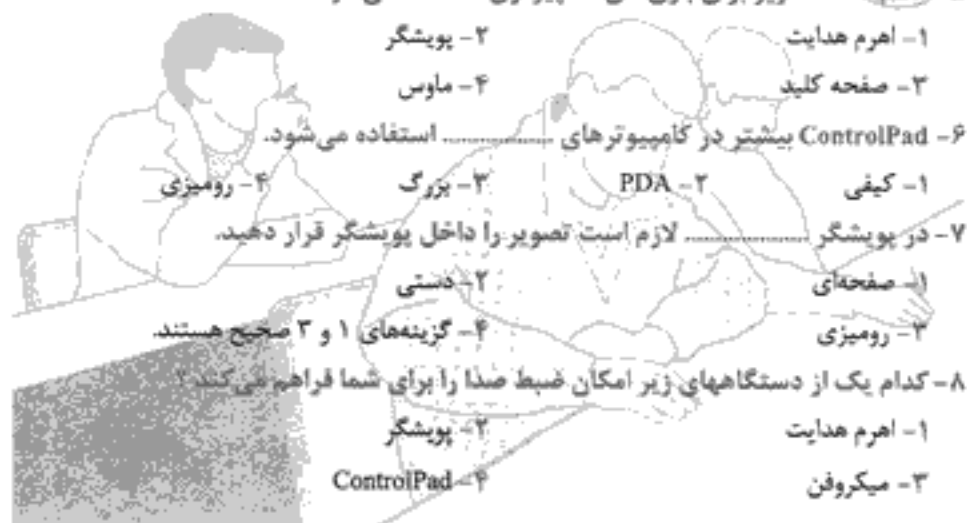 زیر برای بازی
۱- اهرم هدایت ۲- پویشگر
۳- صفحه کلید ۴- ماوس
۶- ControlPad بیشتر در کامپیوترهای .............. استفاده می‌شود.
۱- کیفی ۲- PDA ۳- بزرگ ۴- رومیزی
۷- در پویشگر .................. لازم است تصویر را داخل پویشگر قرار دهید.
۱- صفحه‌ای ۲- دستی
۳- رومیزی ۴- گزینه‌های ۱ و ۳ صحیح هستند.
۸- کدام یک از دستگاههای زیر امکان ضبط صدا را برای شما فراهم می‌کند ؟
۱- اهرم هدایت ۲- پویشگر
۳- میکروفن ۴- ControlPad